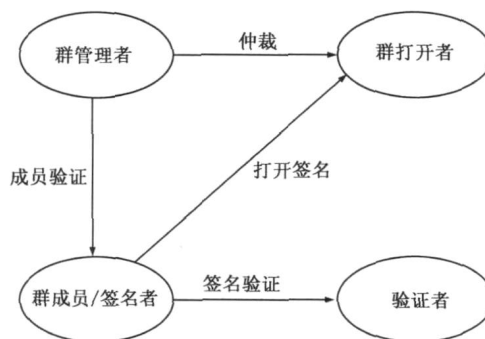 群管理者
仲裁
群打开者
成员验证
打开签名
群成员/签名者
签名验证
验证者